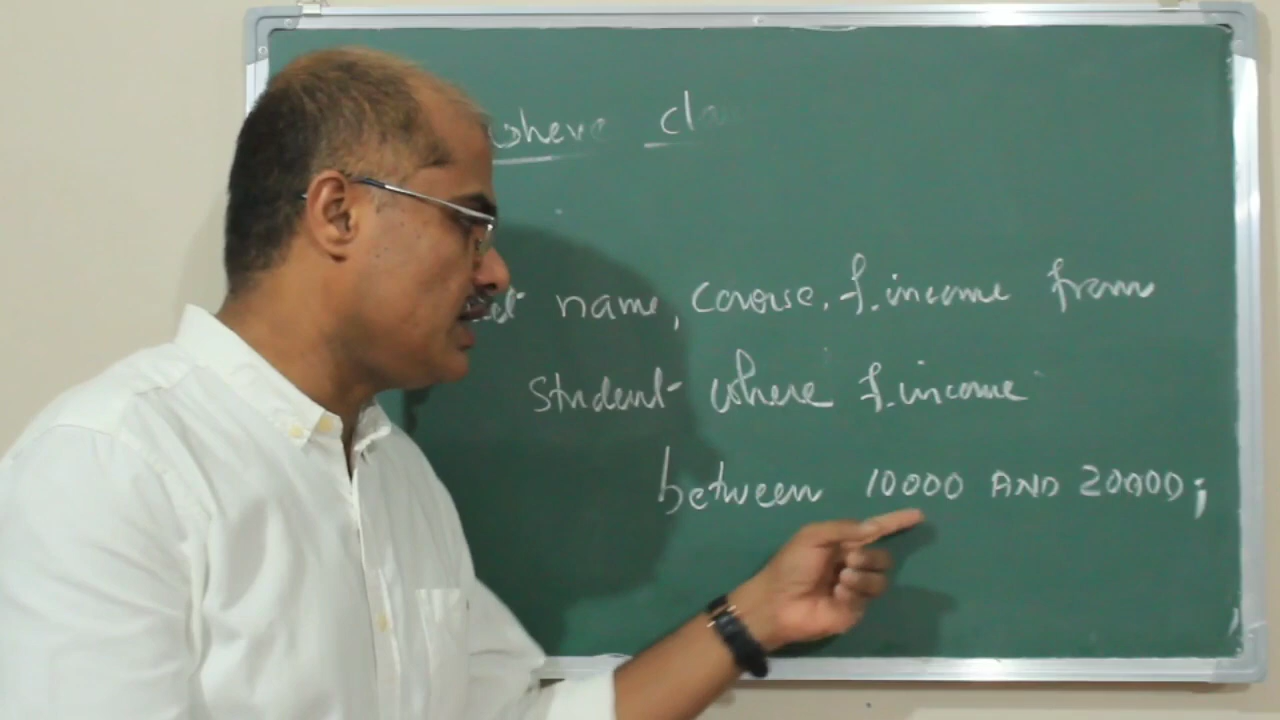 where
name, course, f.income from
student where f.income
between 10000 AND 20000;